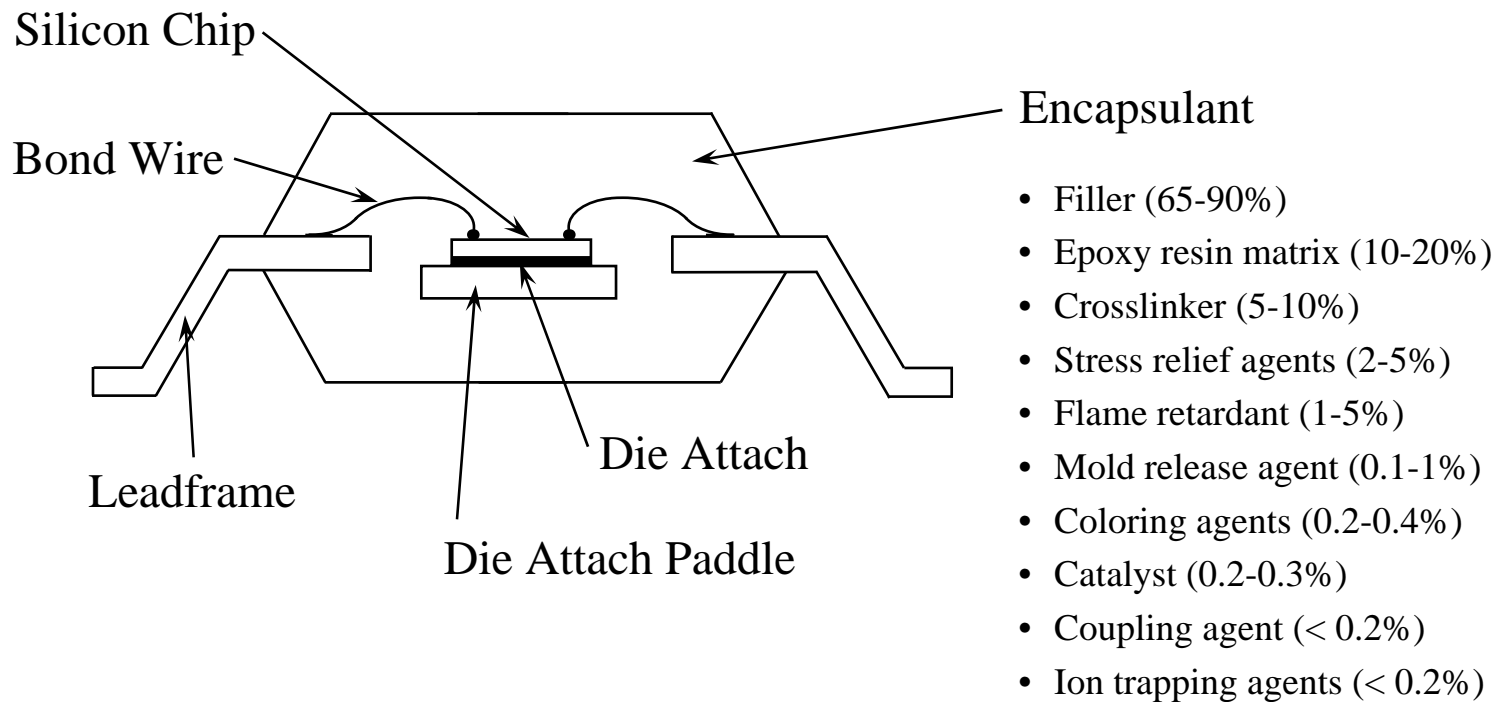 Silicon Chip
Bond Wire
Leadframe
Die Attach
Die Attach Paddle
Encapsulant
• Filler (65-90%)
• Epoxy resin matrix (10-20%)
• Crosslinker (5-10%)
• Stress relief agents (2-5%)
• Flame retardant (1-5%)
• Mold release agent (0.1-1%)
• Coloring agents (0.2-0.4%)
• Catalyst (0.2-0.3%)
• Coupling agent (< 0.2%)
• Ion trapping agents (< 0.2%)